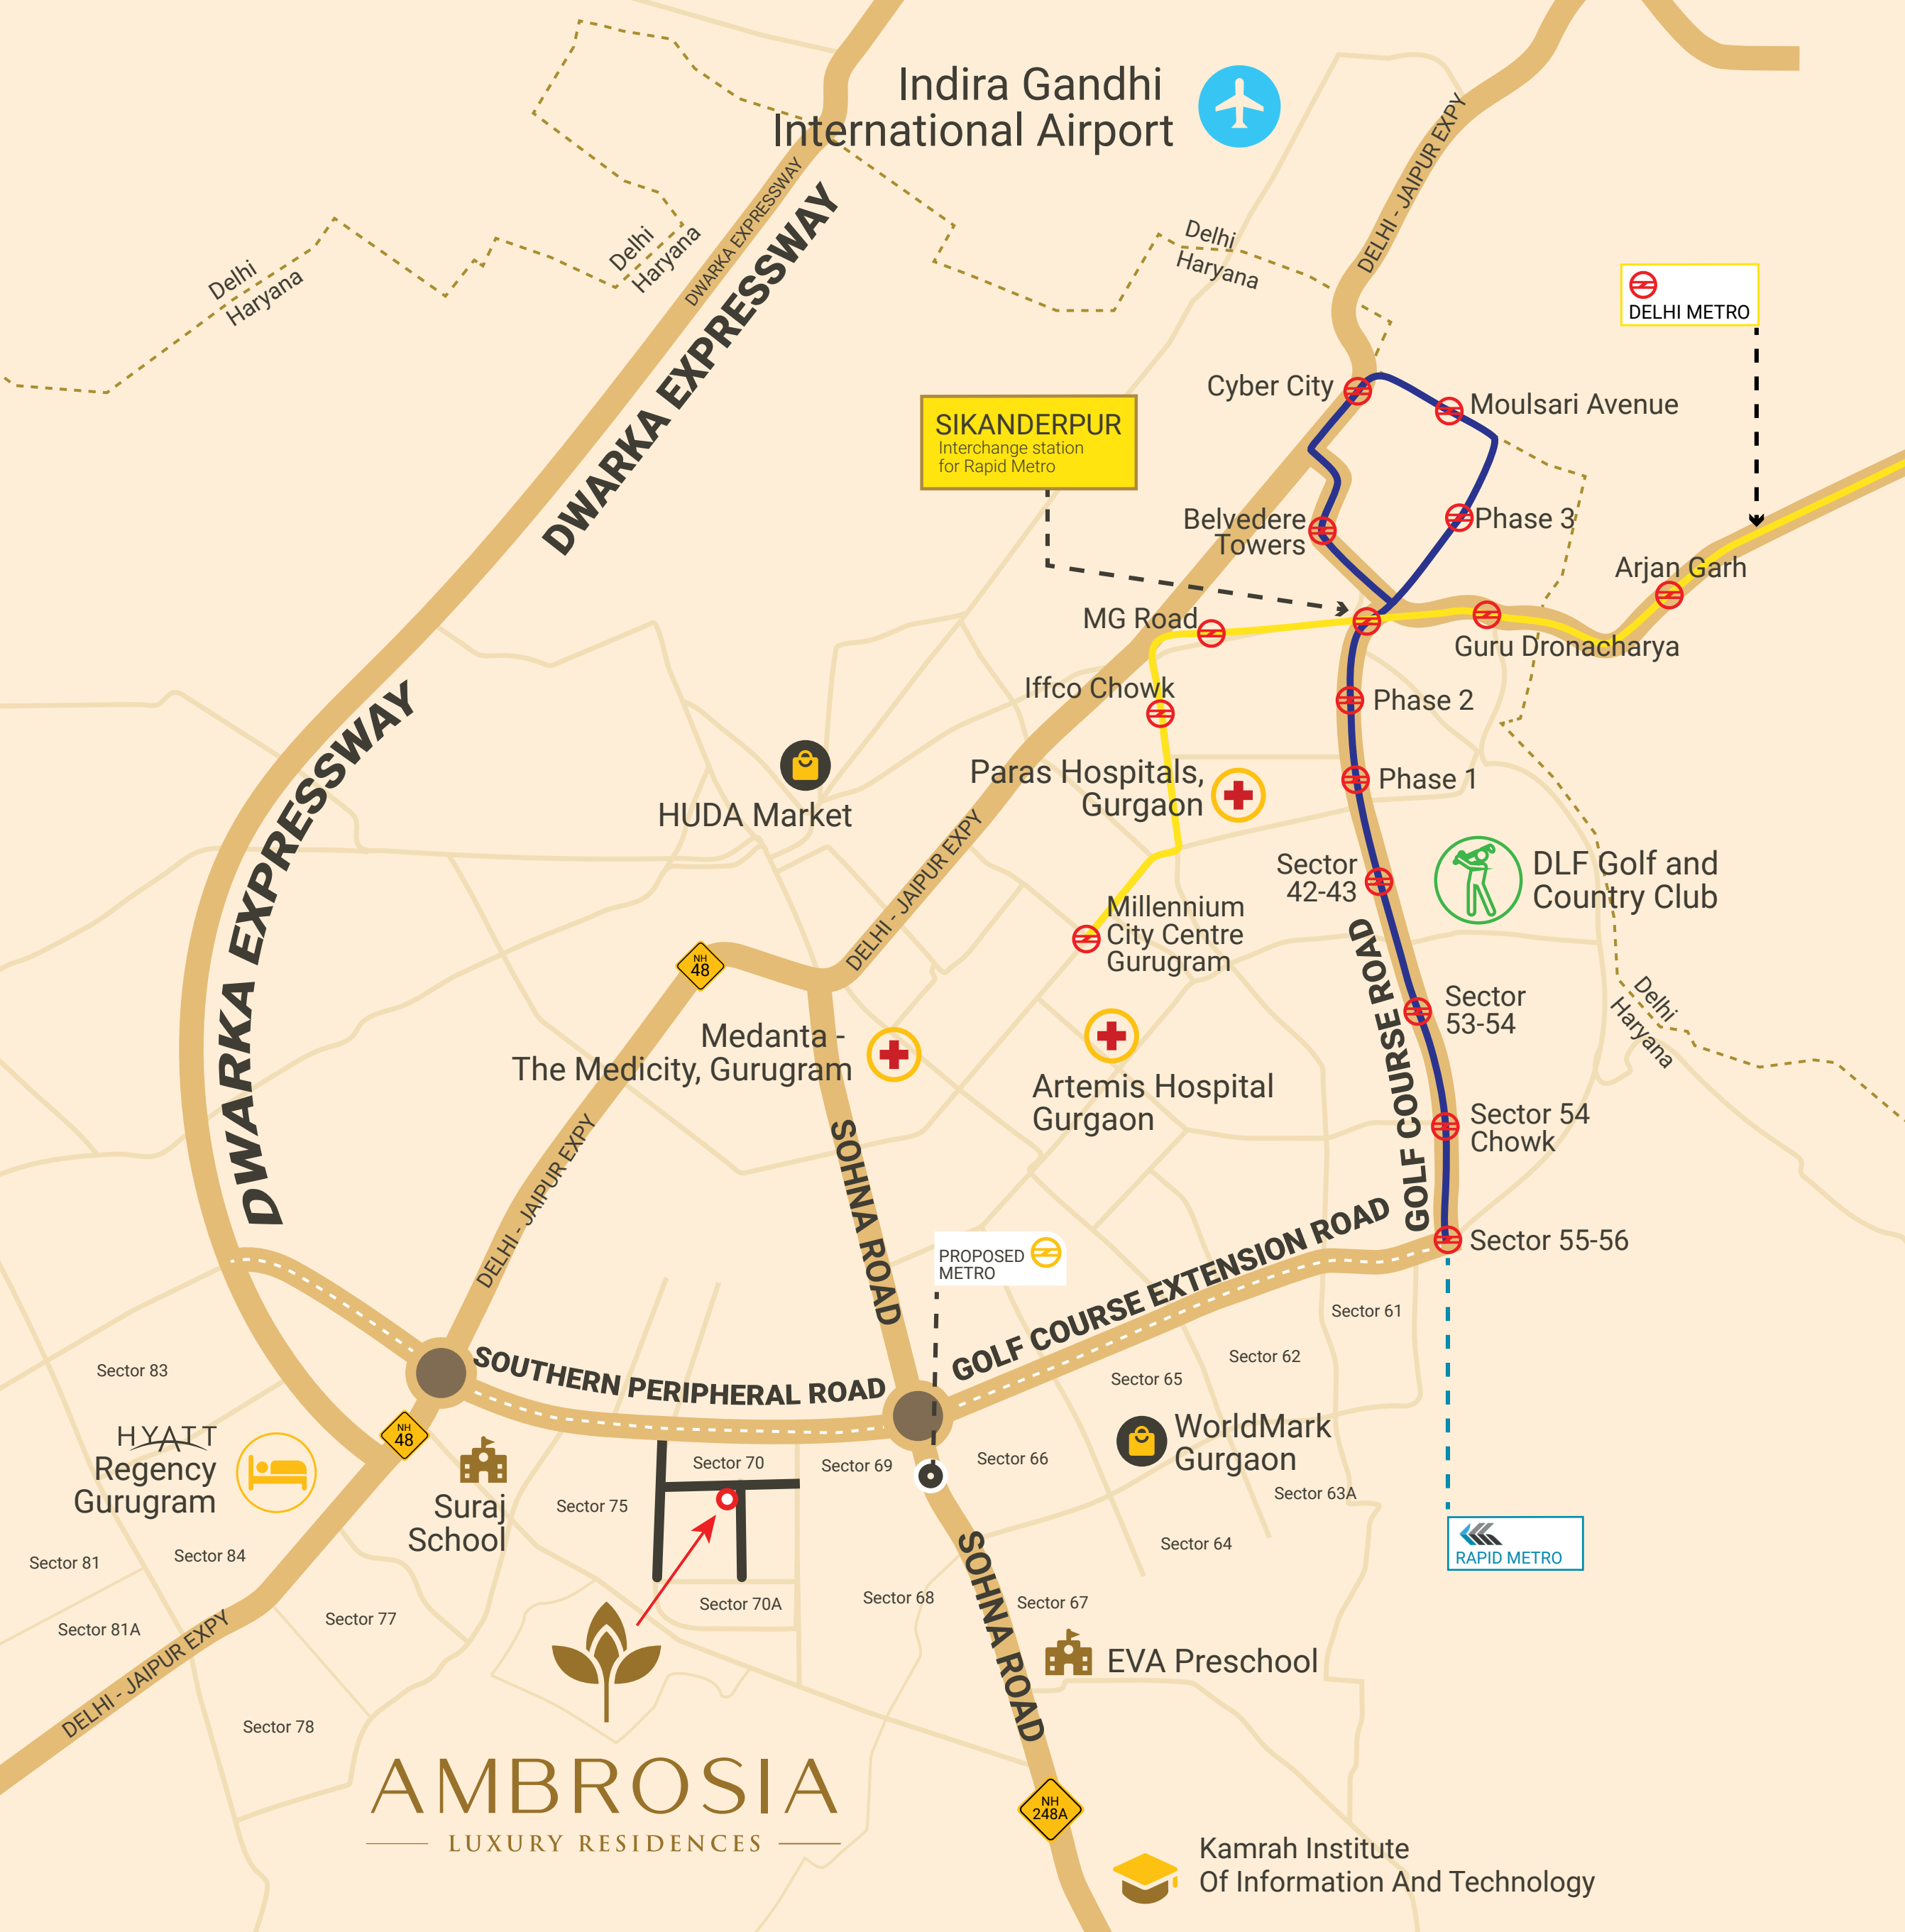 Indira Gandhi
International Airport
DELHI - JAIPUR EXPY
DWARKA EXPRESSWAY
DWARKA EXPRESSWAY
Delhi
Haryana
Delhi
Haryana
Delhi
Haryana
DELHI METRO
Cyber City
Moulsari Avenue
SIKANDERPUR
Interchange station
for Rapid Metro
Belvedere
Towers
Phase 3
Arjan Garh
MG Road
Guru Dronacharya
Iffco Chowk
Phase 2
DWARKA EXPRESSWAY
HUDA Market
Paras Hospitals,
Gurgaon
Phase 1
DELHI - JAIPUR EXPY
Sector
42-43
DLF Golf and
Country Club
Millennium
City Centre
Gurugram
GOLF COURSE ROAD
NH
48
Sector
53-54
Delhi
Haryana
Medanta -
The Medicity, Gurugram
Artemis Hospital
Gurgaon
Sector 54
Chowk
DELHI - JAIPUR EXPY
SOHNA ROAD
PROPOSED
METRO
GOLF COURSE EXTENSION ROAD
Sector 55-56
Sector 61
Sector 62
Sector 65
Sector 83
SOUTHERN PERIPHERAL ROAD
HYATT
Regency
Gurugram
NH
48
Suraj
School
Sector 70
Sector 69
Sector 66
WorldMark
Gurgaon
Sector 75
Sector 63A
Sector 64
RAPID METRO
Sector 81
Sector 84
Sector 81A
Sector 77
Sector 70A
Sector 68
Sector 67
SOHNA ROAD
EVA Preschool
DELHI - JAIPUR EXPY
Sector 78
AMBROSIA
LUXURY RESIDENCES
NH
248A
Kamrah Institute
Of Information And Technology